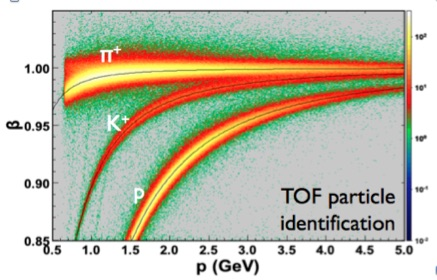 π⁺
1.00
β
0.95
K⁺
0.90
p
TOF particle
identification
0.85
0.5 1.0 1.5 2.0 2.5 3.0 3.5 4.0 4.5 5.0
p (GeV)
10²
10
10⁰
10⁻¹
10⁻²